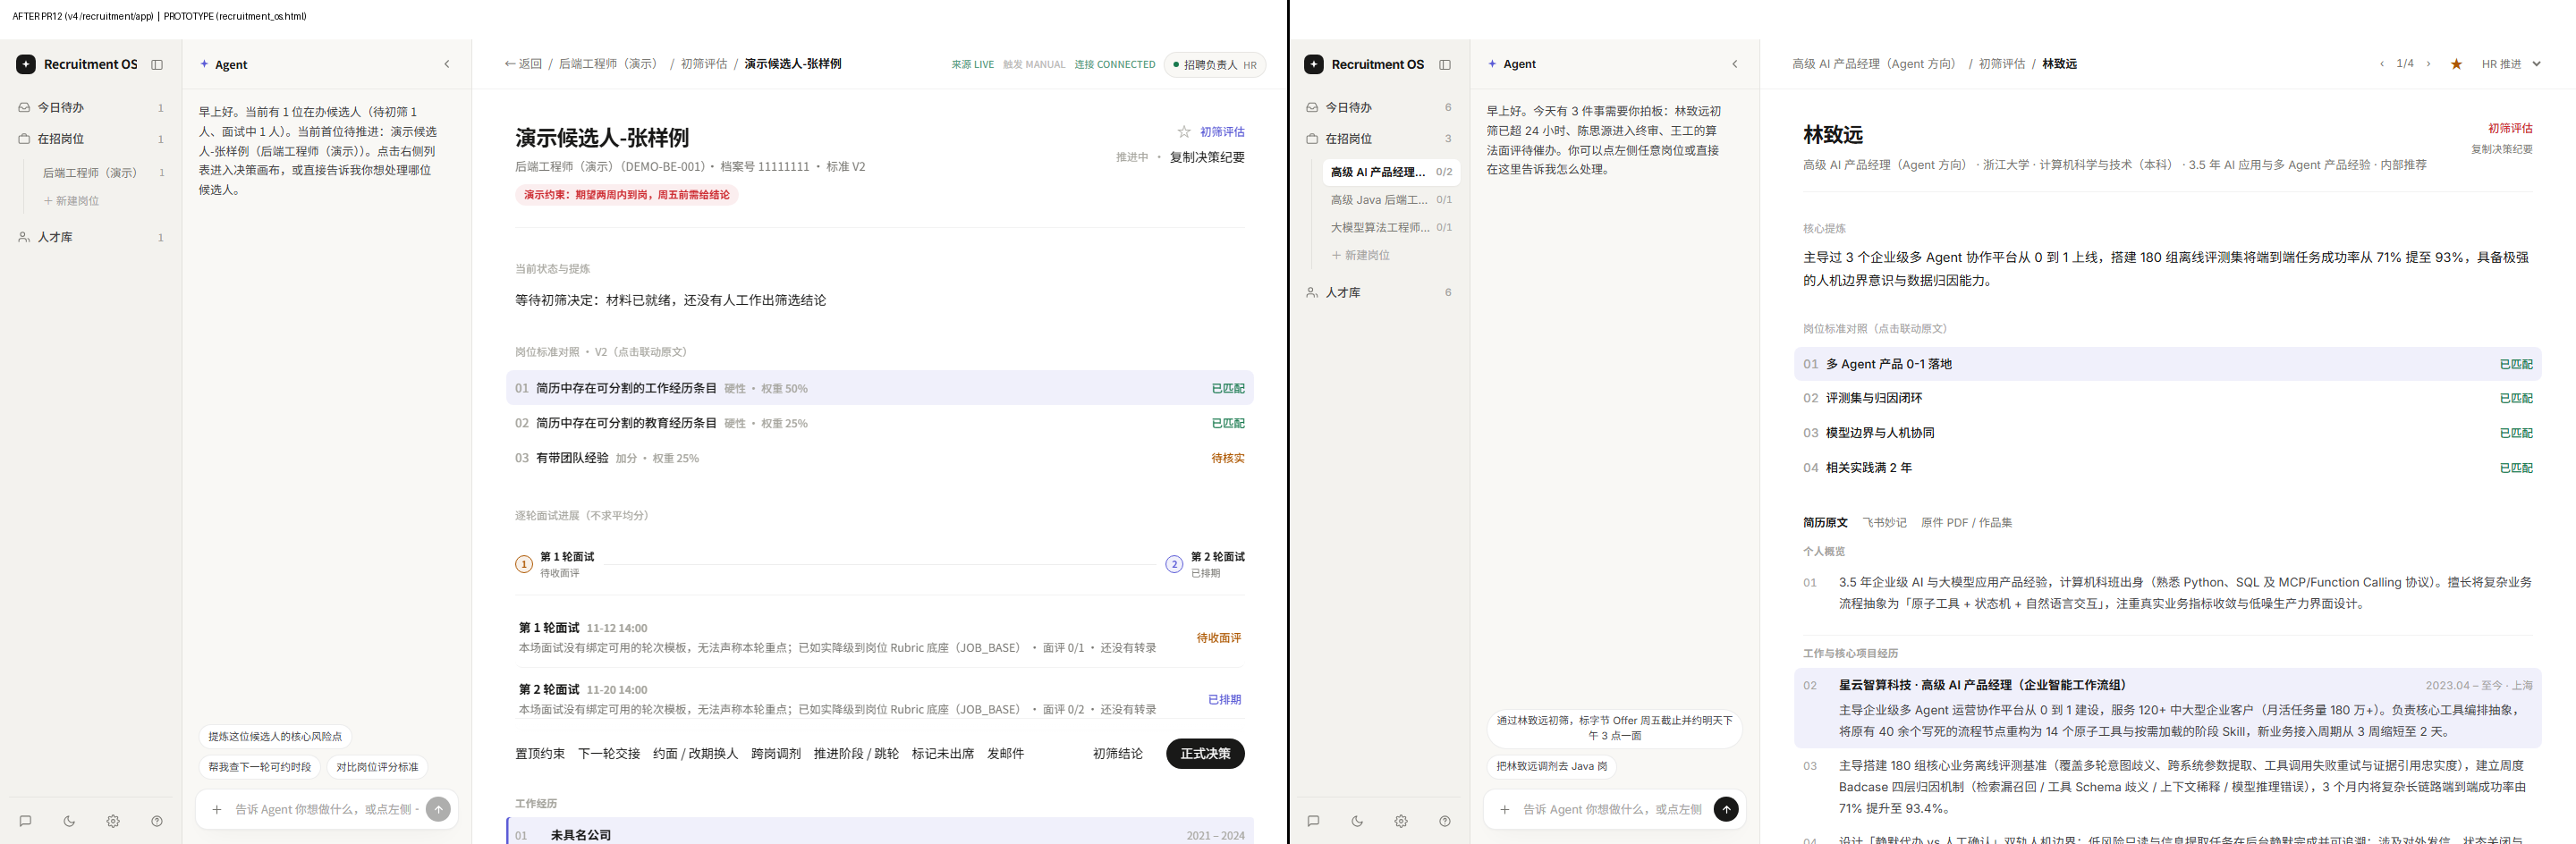 AFTER PR12 (v4 /recruitment/app) | PROTOTYPE (recruitment_os.html)
Recruitment OS
今日待办 1
在招岗位 1
后端工程师（演示） 1
+ 新建岗位
人才库 1
Agent
早上好。当前有 1 位在办候选人（待初筛 1
人、面试中 1 人）。当前首位待推进：演示候选
人-张样例（后端工程师（演示））。点击右侧列
表进入决策画布，或直接告诉我你想处理哪位
候选人。
提炼这位候选人的核心风险点
帮我查下一轮可约时段 对比岗位评分标准
告诉 Agent 你想做什么，或点左侧
← 返回 / 后端工程师（演示） / 初筛评估 / 演示候选人-张样例
来源 LIVE 触发 MANUAL 连接 CONNECTED 招聘负责人 HR
演示候选人-张样例
初筛评估
后端工程师（演示）（DEMO-BE-001）· 档案号 11111111 · 标准 V2
推进中 · 复制决策纪要
演示约束：期望两周内到岗，周五前需给结论
当前状态与提炼
等待初筛决定：材料已就绪，还没有人工作出筛选结论
岗位标准对照 · V2（点击联动原文）
01 简历中存在可分割的工作经历条目 硬性 · 权重 50% 已匹配
02 简历中存在可分割的教育经历条目 硬性 · 权重 25% 已匹配
03 有带团队经验 加分 · 权重 25% 待核实
逐轮面试进展（不求平均分）
1 第 1 轮面试 2 第 2 轮面试
待收面评 已排期
第 1 轮面试 11-12 14:00
待收面评
本场面试没有绑定可用的轮次模板，无法声称本轮重点；已如实降级到岗位 Rubric 底座（JOB_BASE） · 面评 0/1 · 还没有转录
第 2 轮面试 11-20 14:00
已排期
本场面试没有绑定可用的轮次模板，无法声称本轮重点；已如实降级到岗位 Rubric 底座（JOB_BASE） · 面评 0/2 · 还没有转录
置顶约束 下一轮交接 约面 / 改期换人 跨岗调剂 推进阶段 / 跳轮 标记未出席 发邮件 初筛结论 正式决策
工作经历
01 未具名公司 2021 – 2024
Recruitment OS
今日待办 6
在招岗位 3
高级 AI 产品经理... 0/2
高级 Java 后端工... 0/1
大模型算法工程师... 0/1
+ 新建岗位
人才库 6
Agent
早上好。今天有 3 件事需要你拍板：林致远初
筛已超 24 小时、陈思源进入终审、王工的算
法面评待催办。你可以点左侧任意岗位或直接
在这里告诉我怎么处理。
通过林致远初筛，标字节 Offer 周五截止并约明天下
午 3 点一面
把林致远调剂去 Java 岗
告诉 Agent 你想做什么，或点左侧
高级 AI 产品经理（Agent 方向） / 初筛评估 / 林致远
‹ 1/4 › ★ HR 推进
林致远
初筛评估
复制决策纪要
高级 AI 产品经理（Agent 方向） · 浙江大学 · 计算机科学与技术（本科） · 3.5 年 AI 应用与多 Agent 产品经验 · 内部推荐
核心提炼
主导过 3 个企业级多 Agent 协作平台从 0 到 1 上线，搭建 180 组离线评测集将端到端任务成功率从 71% 提至 93%，具备极强
的人机边界意识与数据归因能力。
岗位标准对照（点击联动原文）
01 多 Agent 产品 0-1 落地 已匹配
02 评测集与归因闭环 已匹配
03 模型边界与人机协同 已匹配
04 相关实践满 2 年 已匹配
简历原文 飞书妙记 原件 PDF / 作品集
个人概览
01 3.5 年企业级 AI 与大模型应用产品经验，计算机科班出身（熟悉 Python、SQL 及 MCP/Function Calling 协议）。擅长将复杂业务
流程抽象为「原子工具 + 状态机 + 自然语言交互」，注重真实业务指标收敛与低噪生产力界面设计。
工作与核心项目经历
02 星云智算科技 · 高级 AI 产品经理（企业智能工作流组） 2023.04 – 至今 · 上海
主导企业级多 Agent 运营协作平台从 0 到 1 建设，服务 120+ 中大型企业客户（月活任务量 180 万+）。负责核心工具编排抽象，
将原有 40 余个写死的流程节点重构为 14 个原子工具与按需加载的阶段 Skill，新业务接入周期从 3 周缩短至 2 天。
03 主导搭建 180 组核心业务离线评测基准（覆盖多轮意图歧义、跨系统参数提取、工具调用失败重试与证据引用忠实度），建立周度
Badcase 四层归因机制（检索漏召回 / 工具 Schema 歧义 / 上下文稀释 / 模型推理错误），3 个月内将复杂长链路端到端成功率由
71% 提升至 93.4%。
04 设计「静默代办 vs 人工确认」双轨人机边界：低风险只读与信息提取任务在后台静默完成并可追溯；涉及对外发信、状态关闭与